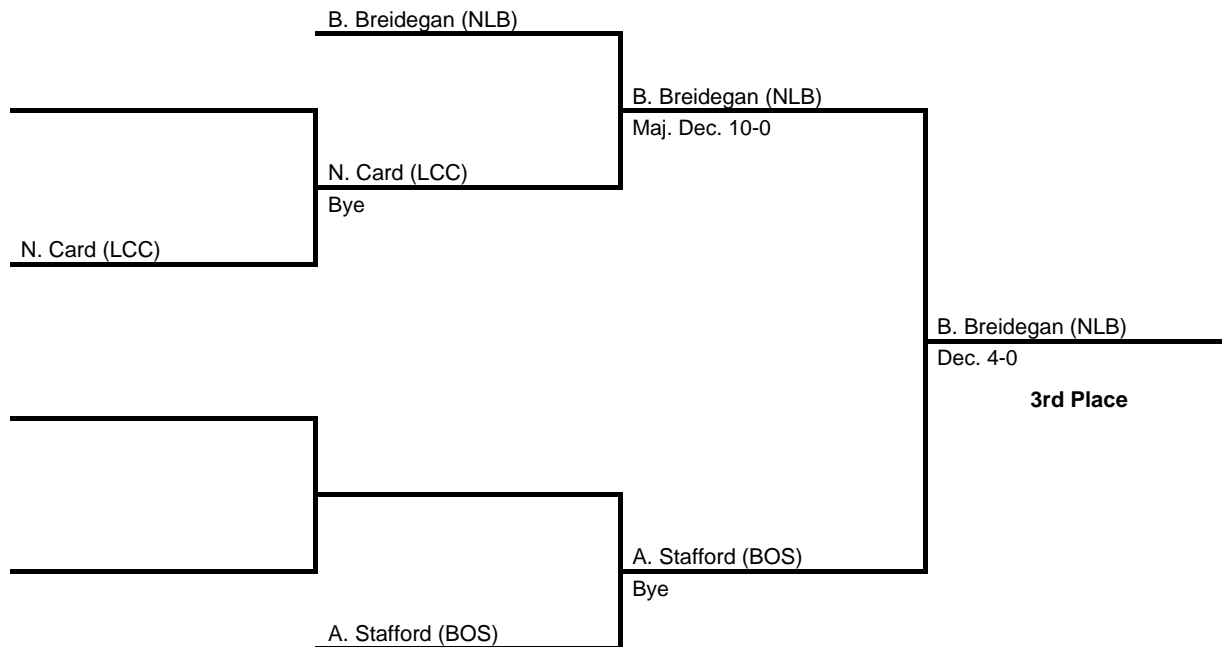 B. Breidegan (NLB)
B. Breidegan (NLB)
Maj. Dec. 10-0
N. Card (LCC)
Bye
N. Card (LCC)
B. Breidegan (NLB)
Dec. 4-0
3rd Place
A. Stafford (BOS)
Bye
A. Stafford (BOS)